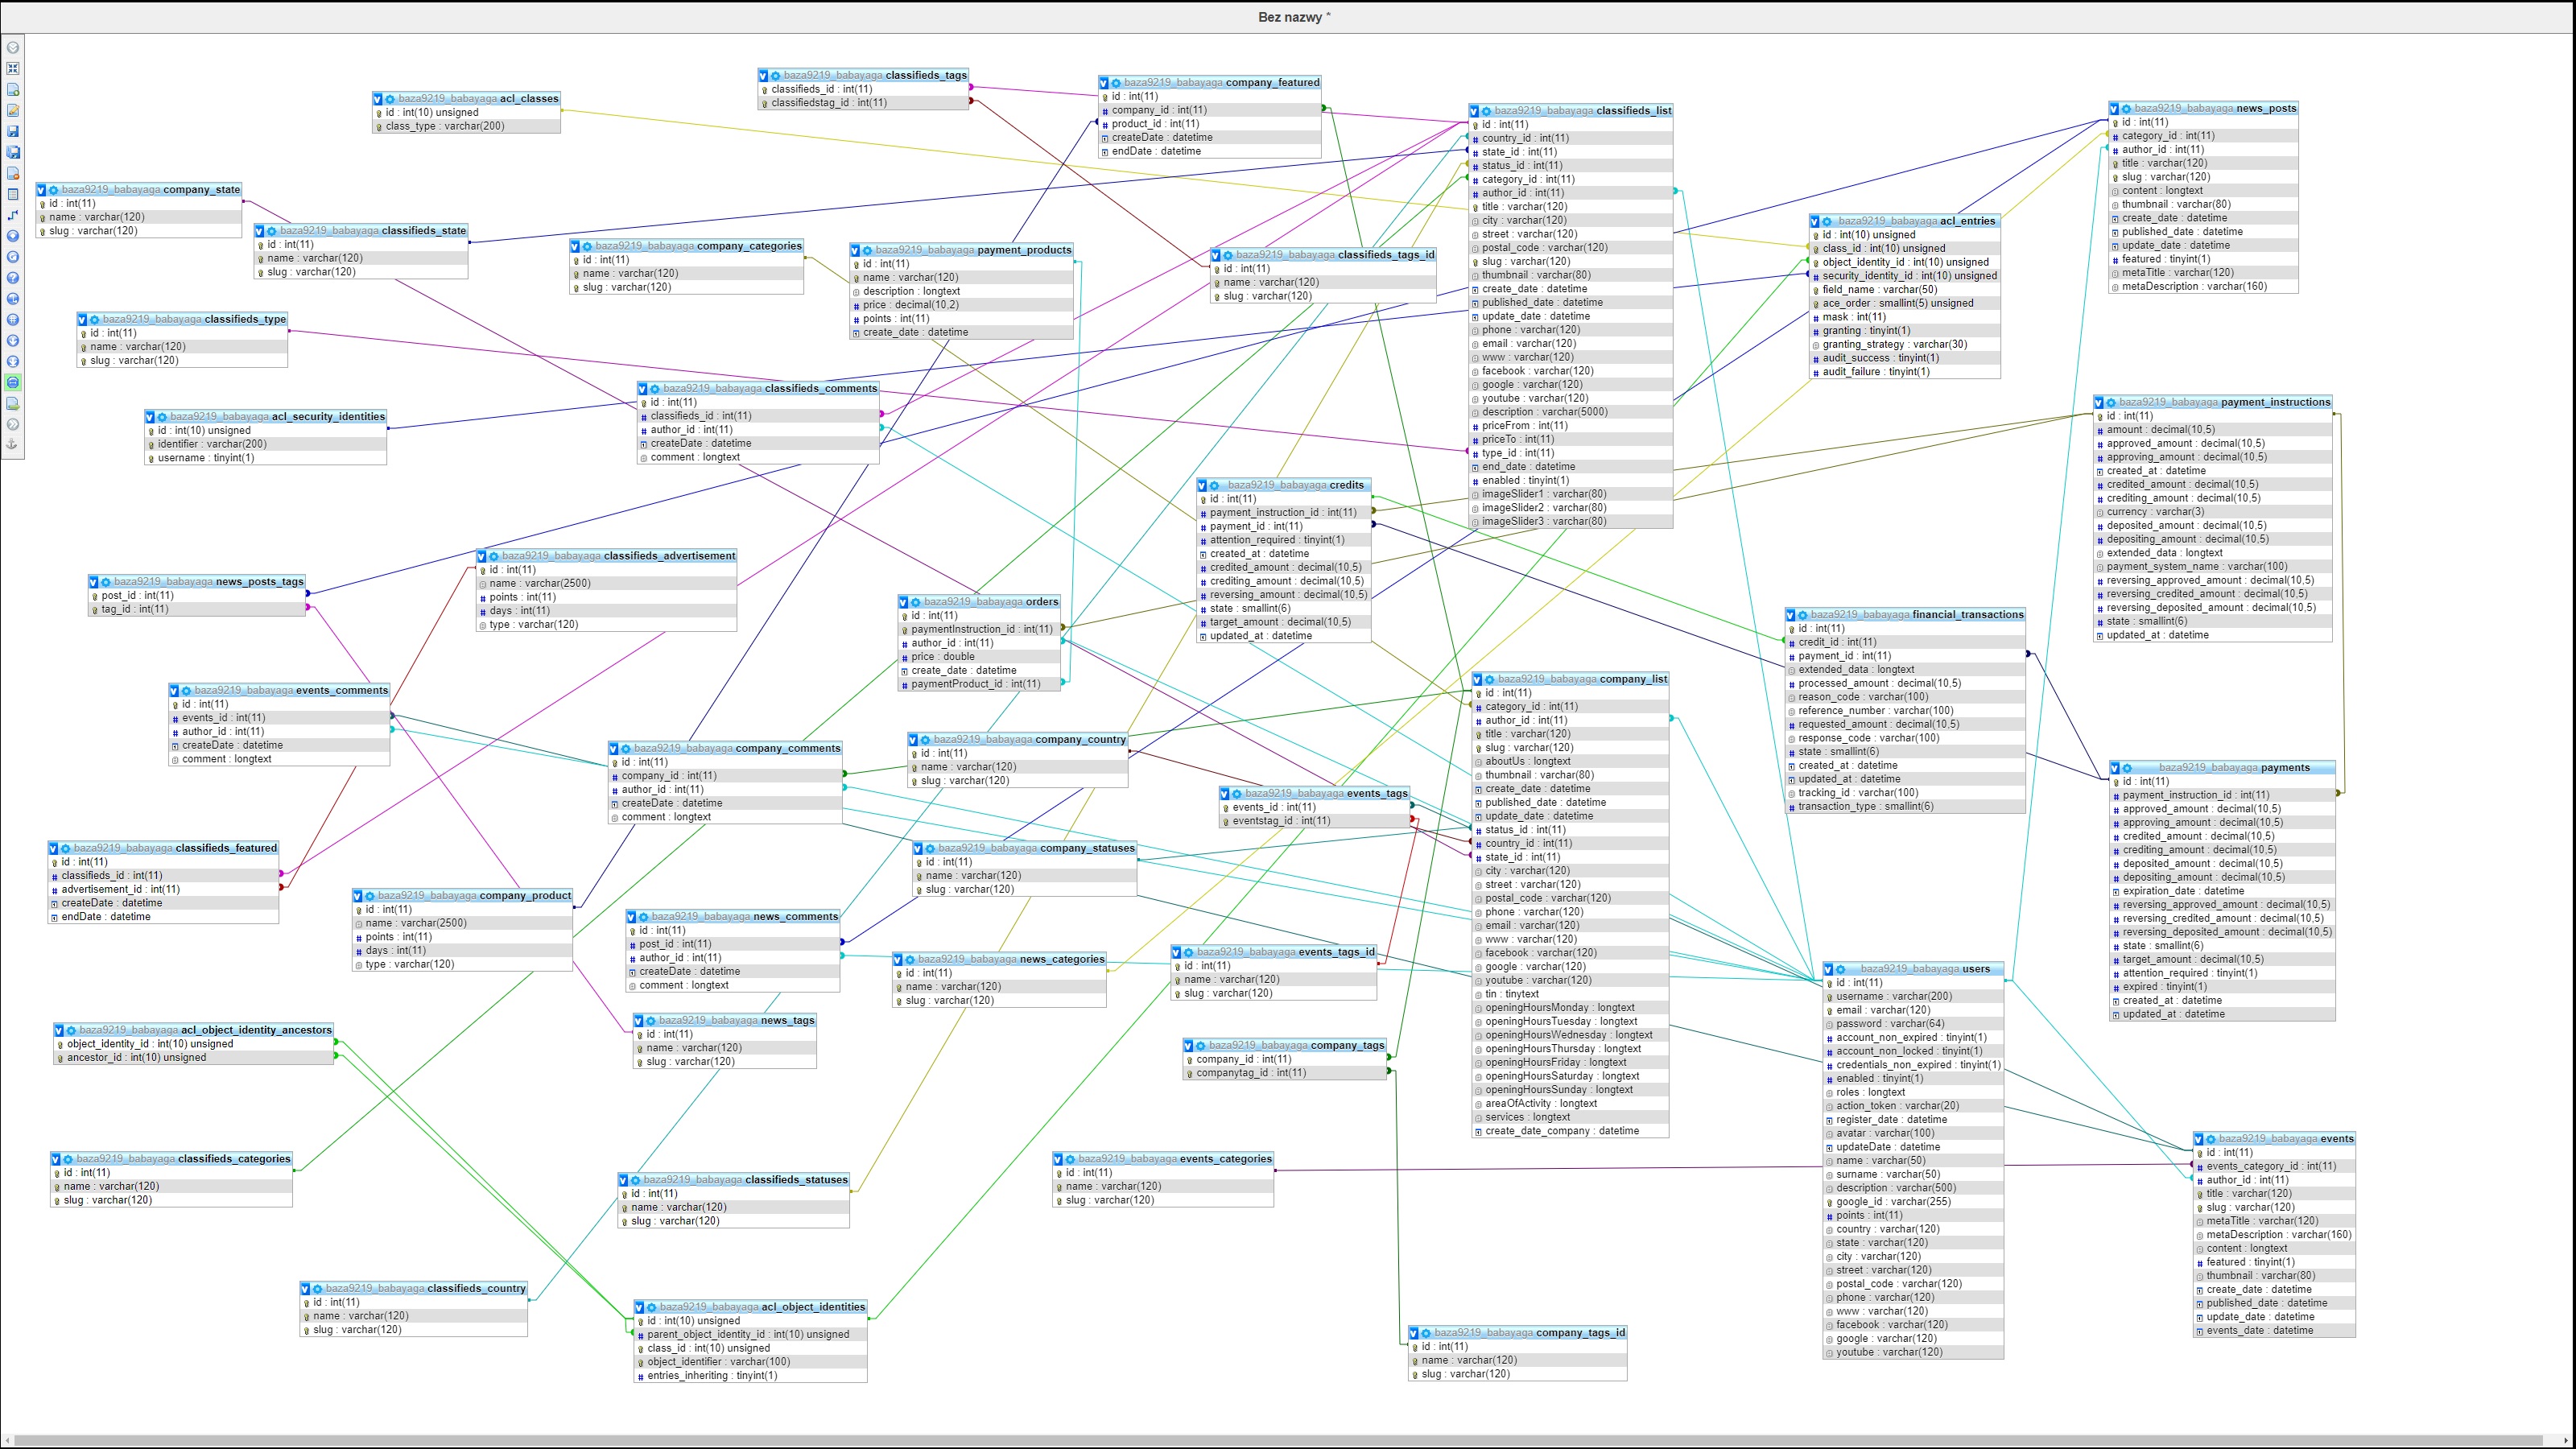 Bez nazwy *
baza9219_babayaga classifieds_tags
classifieds_id : int(11)
classifiedstag_id : int(11)
baza9219_babayaga company_featured
id : int(11)
company_id : int(11)
product_id : int(11)
createDate : datetime
endDate : datetime
baza9219_babayaga acl_classes
id : int(10) unsigned
class_type : varchar(200)
baza9219_babayaga classifieds_list
id : int(11)
country_id : int(11)
state_id : int(11)
status_id : int(11)
category_id : int(11)
author_id : int(11)
title : varchar(120)
city : varchar(120)
street : varchar(120)
postal_code : varchar(120)
phone : varchar(120)
slug : varchar(120)
thumbnail : varchar(80)
create_date : datetime
published_date : datetime
update_date : datetime
phone : varchar(120)
email : varchar(120)
www : varchar(120)
facebook : varchar(120)
google : varchar(120)
youtube : varchar(120)
description : varchar(5000)
priceFrom : int(11)
priceTo : int(11)
type_id : int(11)
end_date : datetime
enabled : tinyint(1)
imageSlider1 : varchar(80)
imageSlider2 : varchar(80)
imageSlider3 : varchar(80)
baza9219_babayaga news_posts
id : int(11)
category_id : int(11)
author_id : int(11)
title : varchar(120)
slug : varchar(120)
content : longtext
thumbnail : varchar(80)
create_date : datetime
published_date : datetime
update_date : datetime
featured : tinyint(1)
metaTitle : varchar(120)
metaDescription : varchar(160)
baza9219_babayaga company_state
id : int(11)
name : varchar(120)
slug : varchar(120)
baza9219_babayaga classifieds_state
id : int(11)
name : varchar(120)
slug : varchar(120)
baza9219_babayaga company_categories
id : int(11)
name : varchar(120)
slug : varchar(120)
baza9219_babayaga payment_products
id : int(11)
name : varchar(120)
description : longtext
price : decimal(10,2)
points : int(11)
create_date : datetime
baza9219_babayaga classifieds_tags_id
id : int(11)
name : varchar(120)
slug : varchar(120)
baza9219_babayaga acl_entries
id : int(10) unsigned
class_id : int(10) unsigned
object_identity_id : int(10) unsigned
security_identity_id : int(10) unsigned
field_name : varchar(50)
ace_order : smallint(5) unsigned
mask : int(11)
granting : tinyint(1)
granting_strategy : varchar(30)
audit_success : tinyint(1)
audit_failure : tinyint(1)
baza9219_babayaga classifieds_type
id : int(11)
name : varchar(120)
slug : varchar(120)
baza9219_babayaga classifieds_comments
id : int(11)
classifieds_id : int(11)
author_id : int(11)
createDate : datetime
comment : longtext
baza9219_babayaga acl_security_identities
id : int(10) unsigned
identifier : varchar(200)
username : tinyint(1)
baza9219_babayaga payment_instructions
id : int(11)
amount : decimal(10,5)
approved_amount : decimal(10,5)
approving_amount : decimal(10,5)
created_at : datetime
credited_amount : decimal(10,5)
crediting_amount : decimal(10,5)
currency : varchar(3)
deposited_amount : decimal(10,5)
depositing_amount : decimal(10,5)
extended_data : longtext
payment_system_name : varchar(100)
reversing_approved_amount : decimal(10,5)
reversing_credited_amount : decimal(10,5)
reversing_deposited_amount : decimal(10,5)
state : smallint(6)
updated_at : datetime
baza9219_babayaga credits
id : int(11)
payment_instruction_id : int(11)
payment_id : int(11)
attention_required : tinyint(1)
created_at : datetime
credited_amount : decimal(10,5)
crediting_amount : decimal(10,5)
reversing_amount : decimal(10,5)
state : smallint(6)
target_amount : decimal(10,5)
updated_at : datetime
baza9219_babayaga classifieds_advertisement
id : int(11)
name : varchar(2500)
points : int(11)
days : int(11)
type : varchar(120)
baza9219_babayaga news_posts_tags
post_id : int(11)
tag_id : int(11)
baza9219_babayaga orders
id : int(11)
paymentInstruction_id : int(11)
author_id : int(11)
price : double
create_date : datetime
paymentProduct_id : int(11)
baza9219_babayaga financial_transactions
id : int(11)
credit_id : int(11)
payment_id : int(11)
extended_data : longtext
processed_amount : decimal(10,5)
reason_code : varchar(100)
reference_number : varchar(100)
requested_amount : decimal(10,5)
response_code : varchar(100)
state : smallint(6)
created_at : datetime
updated_at : datetime
tracking_id : varchar(100)
transaction_type : smallint(6)
baza9219_babayaga company_list
id : int(11)
category_id : int(11)
author_id : int(11)
title : varchar(120)
slug : varchar(120)
aboutUs : longtext
thumbnail : varchar(80)
create_date : datetime
published_date : datetime
update_date : datetime
status_id : int(11)
country_id : int(11)
state_id : int(11)
city : varchar(120)
street : varchar(120)
postal_code : varchar(120)
phone : varchar(120)
email : varchar(120)
www : varchar(120)
facebook : varchar(120)
google : varchar(120)
youtube : varchar(120)
tin : tinytext
openingHoursMonday : longtext
openingHoursTuesday : longtext
openingHoursWednesday : longtext
openingHoursThursday : longtext
openingHoursFriday : longtext
openingHoursSaturday : longtext
openingHoursSunday : longtext
areaOfActivity : longtext
services : longtext
create_date_company : datetime
baza9219_babayaga events_comments
id : int(11)
events_id : int(11)
author_id : int(11)
createDate : datetime
comment : longtext
baza9219_babayaga company_comments
id : int(11)
company_id : int(11)
author_id : int(11)
createDate : datetime
comment : longtext
baza9219_babayaga company_country
id : int(11)
name : varchar(120)
slug : varchar(120)
baza9219_babayaga events_tags
events_id : int(11)
eventstag_id : int(11)
baza9219_babayaga payments
id : int(11)
payment_instruction_id : int(11)
approved_amount : decimal(10,5)
approving_amount : decimal(10,5)
credited_amount : decimal(10,5)
crediting_amount : decimal(10,5)
deposited_amount : decimal(10,5)
depositing_amount : decimal(10,5)
expiration_date : datetime
reversing_approved_amount : decimal(10,5)
reversing_credited_amount : decimal(10,5)
reversing_deposited_amount : decimal(10,5)
state : smallint(6)
target_amount : decimal(10,5)
attention_required : tinyint(1)
expired : tinyint(1)
created_at : datetime
updated_at : datetime
baza9219_babayaga classifieds_featured
id : int(11)
classifieds_id : int(11)
advertisement_id : int(11)
createDate : datetime
endDate : datetime
baza9219_babayaga company_statuses
id : int(11)
name : varchar(120)
slug : varchar(120)
baza9219_babayaga company_product
id : int(11)
name : varchar(2500)
points : int(11)
days : int(11)
type : varchar(120)
baza9219_babayaga news_comments
id : int(11)
post_id : int(11)
author_id : int(11)
createDate : datetime
comment : longtext
baza9219_babayaga news_categories
id : int(11)
name : varchar(120)
slug : varchar(120)
baza9219_babayaga events_tags_id
id : int(11)
name : varchar(120)
slug : varchar(120)
baza9219_babayaga users
id : int(11)
username : varchar(200)
email : varchar(120)
password : varchar(64)
account_non_expired : tinyint(1)
account_non_locked : tinyint(1)
credentials_non_expired : tinyint(1)
enabled : tinyint(1)
roles : longtext
action_token : varchar(20)
register_date : datetime
avatar : varchar(100)
updateDate : datetime
name : varchar(50)
surname : varchar(50)
description : varchar(500)
google_id : varchar(255)
points : int(11)
country : varchar(120)
state : varchar(120)
city : varchar(120)
street : varchar(120)
postal_code : varchar(120)
phone : varchar(120)
www : varchar(120)
facebook : varchar(120)
google : varchar(120)
youtube : varchar(120)
baza9219_babayaga acl_object_identity_ancestors
object_identity_id : int(10) unsigned
ancestor_id : int(10) unsigned
baza9219_babayaga news_tags
id : int(11)
name : varchar(120)
slug : varchar(120)
baza9219_babayaga company_tags
company_id : int(11)
companytag_id : int(11)
baza9219_babayaga events
id : int(11)
events_category_id : int(11)
author_id : int(11)
title : varchar(120)
slug : varchar(120)
metaTitle : varchar(120)
metaDescription : varchar(160)
content : longtext
featured : tinyint(1)
thumbnail : varchar(80)
create_date : datetime
published_date : datetime
update_date : datetime
events_date : datetime
baza9219_babayaga classifieds_categories
id : int(11)
name : varchar(120)
slug : varchar(120)
baza9219_babayaga events_categories
id : int(11)
name : varchar(120)
slug : varchar(120)
baza9219_babayaga classifieds_statuses
id : int(11)
name : varchar(120)
slug : varchar(120)
baza9219_babayaga classifieds_country
id : int(11)
name : varchar(120)
slug : varchar(120)
baza9219_babayaga acl_object_identities
id : int(10) unsigned
parent_object_identity_id : int(10) unsigned
class_id : int(10) unsigned
object_identifier : varchar(100)
entries_inheriting : tinyint(1)
baza9219_babayaga company_tags_id
id : int(11)
name : varchar(120)
slug : varchar(120)